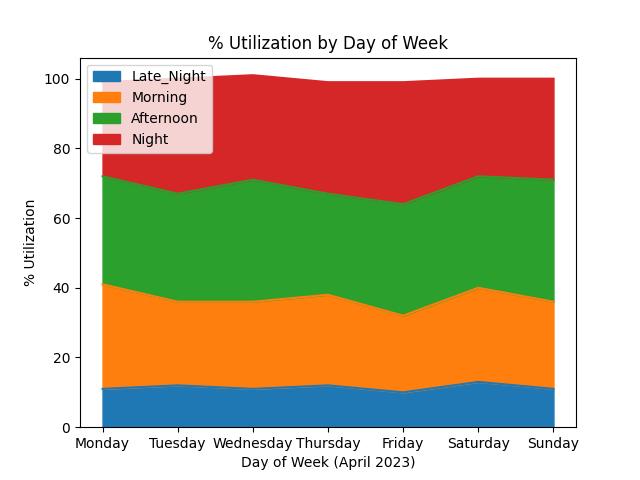 % Utilization by Day of Week
100
80
60
40
20
0
% Utilization
Late_Night
Morning
Afternoon
Night
Monday Tuesday Wednesday Thursday Friday Saturday Sunday
Day of Week (April 2023)